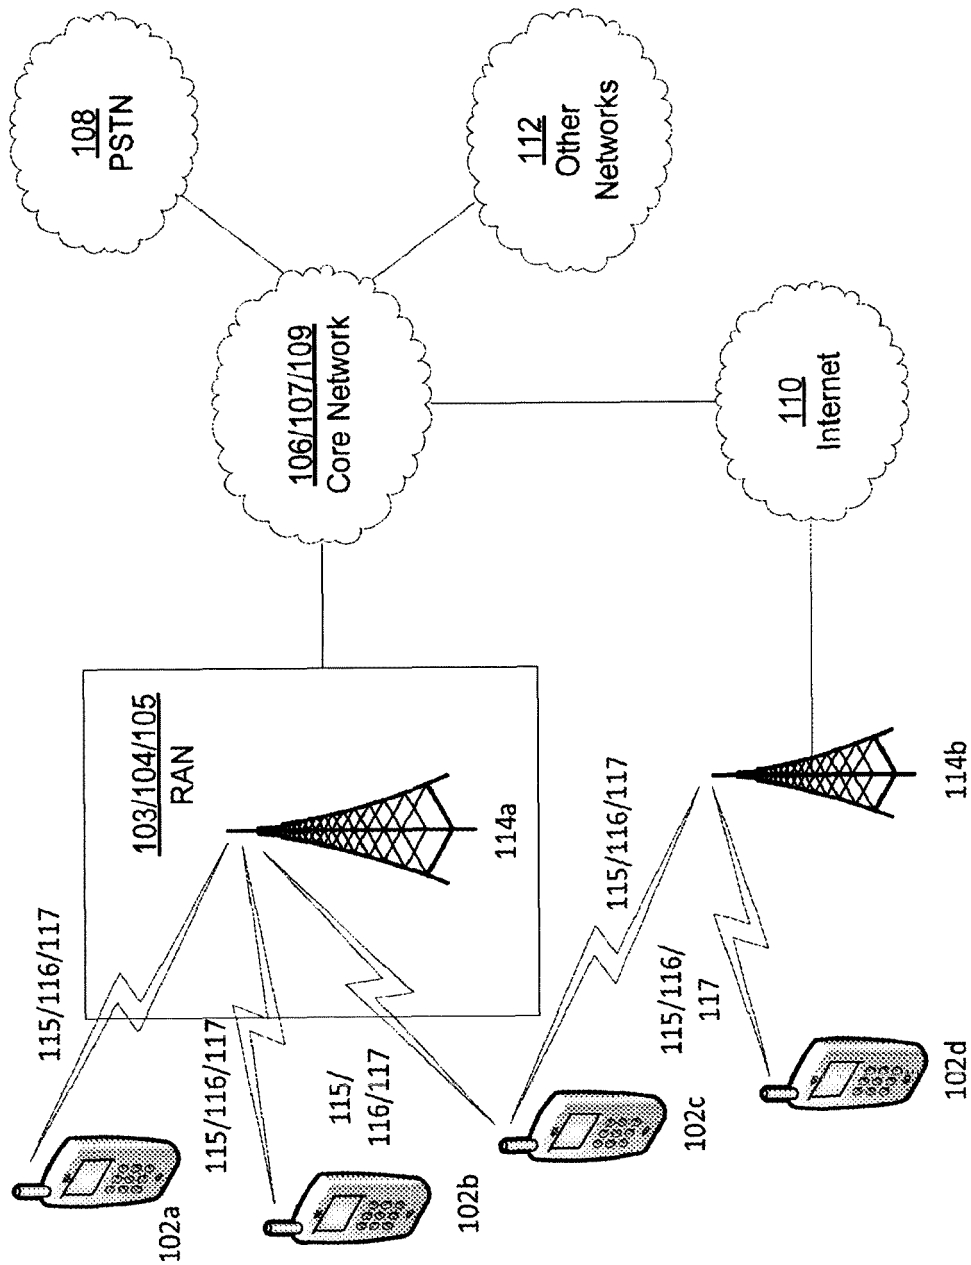 108
PSTN
112
Other
Networks
106/107/109
Core Network
110
Internet
103/104/105
RAN
114a
114b
115/116/117
115/116/117
115/
116/117
115/116/117
115/116/
117
102a
102b
102c
102d